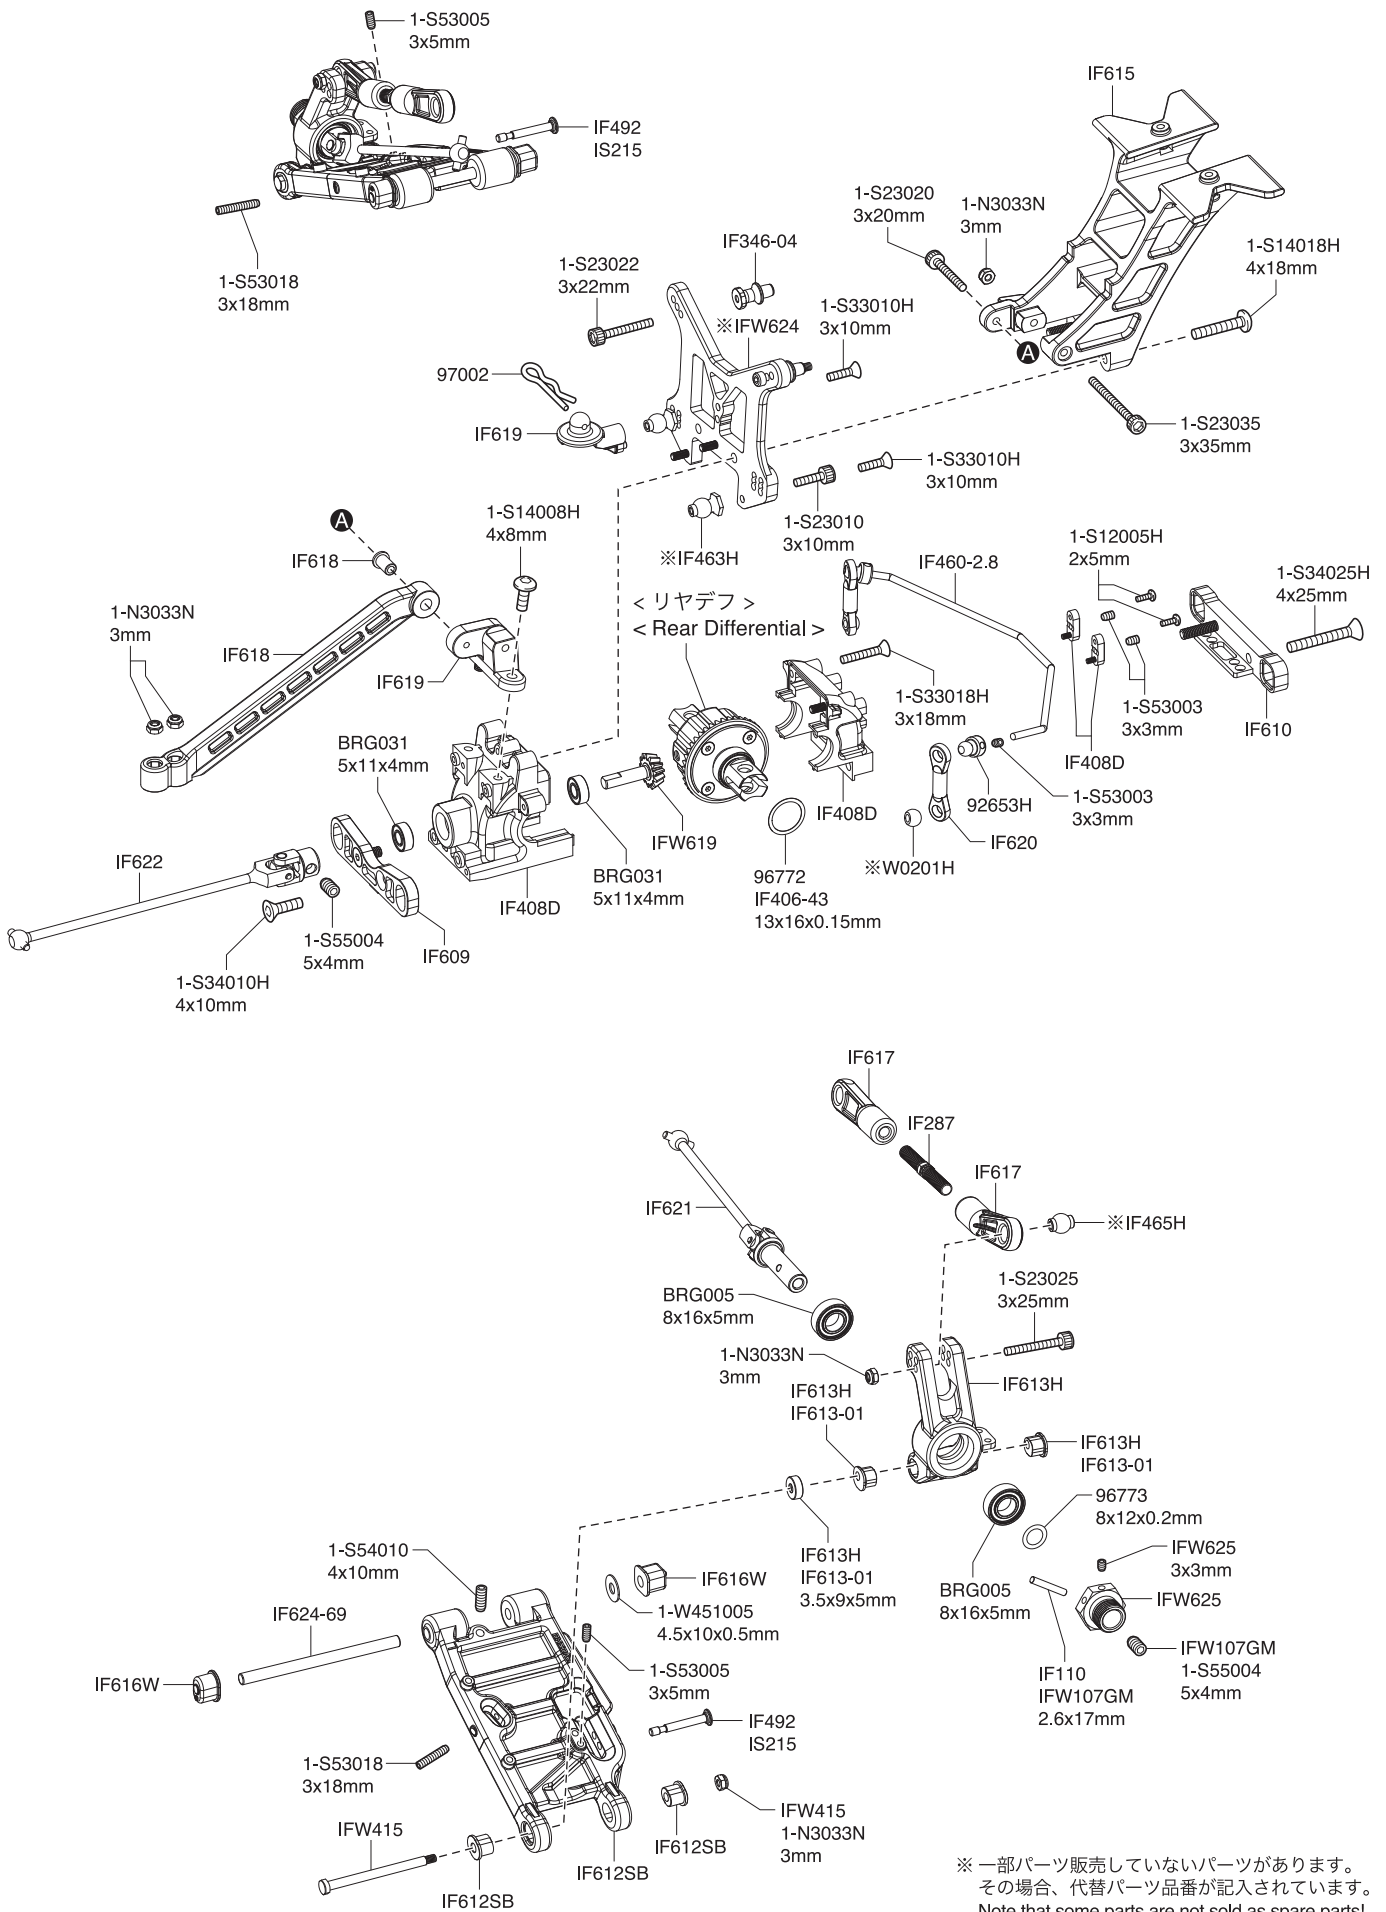 1-S53005
3x5mm
IF492
IS215
1-S53018
3x18mm
IF615
1-S23020
3x20mm
1-N3033N
3mm
1-S14018H
4x18mm
IF346-04
1-S23022
3x22mm
※IFW624
1-S33010H
3x10mm
A
97002
IF619
1-S23035
3x35mm
1-S33010H
3x10mm
1-S23010
3x10mm
※IF463H
1-S14008H
4x8mm
A
IF618
IF460-2.8
1-S12005H
2x5mm
1-S34025H
4x25mm
1-N3033N
3mm
IF618
IF619
< リヤデフ >
< Rear Differential >
1-S33018H
3x18mm
1-S53003
3x3mm
IF610
IF408D
BRG031
5x11x4mm
IFW619
IF408D
92653H
1-S53003
3x3mm
IF620
※W0201H
IF622
BRG031
5x11x4mm
96772
IF406-43
13x16x0.15mm
IF408D
1-S55004
5x4mm
IF609
1-S34010H
4x10mm
IF617
IF287
IF617
IF621
※IF465H
BRG005
8x16x5mm
1-S23025
3x25mm
1-N3033N
3mm
IF613H
IF613H
IF613-01
IF613H
IF613-01
96773
8x12x0.2mm
IF613H
IF613-01
3.5x9x5mm
BRG005
8x16x5mm
IFW625
3x3mm
IFW625
1-S54010
4x10mm
IF616W
1-W451005
4.5x10x0.5mm
IF624-69
IF616W
1-S53005
3x5mm
IF110
IFW107GM
2.6x17mm
IFW107GM
1-S55004
5x4mm
IF492
IS215
1-S53018
3x18mm
IFW415
1-N3033N
3mm
IFW415
IF612SB
IF612SB
IF612SB
※ 一部パーツ販売していないパーツがあります。
その場合、代替パーツ品番が記入されています。
Note that some parts are not sold as spare parts!